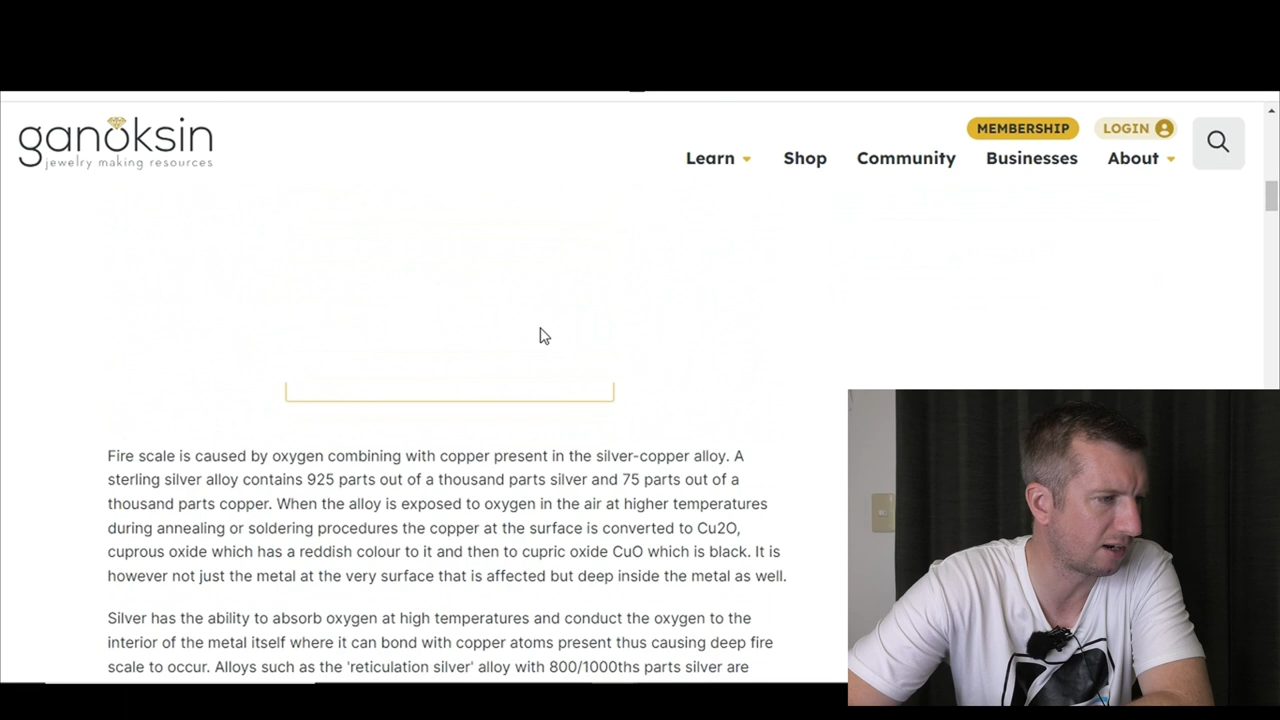 ganoksin
jewelry making resources
MEMBERSHIP
LOGIN
Learn
Shop
Community
Businesses
About
Fire scale is caused by oxygen combining with copper present in the silver-copper alloy. A
sterling silver alloy contains 925 parts out of a thousand parts silver and 75 parts out of a
thousand parts copper. When the alloy is exposed to oxygen in the air at higher temperatures
during annealing or soldering procedures the copper at the surface is converted to Cu2O,
cuprous oxide which has a reddish colour to it and then to cupric oxide CuO which is black. It is
however not just the metal at the very surface that is affected but deep inside the metal as well.
Silver has the ability to absorb oxygen at high temperatures and conduct the oxygen to the
interior of the metal itself where it can bond with copper atoms present thus causing deep fire
scale to occur. Alloys such as the 'reticulation silver' alloy with 800/1000ths parts silver are